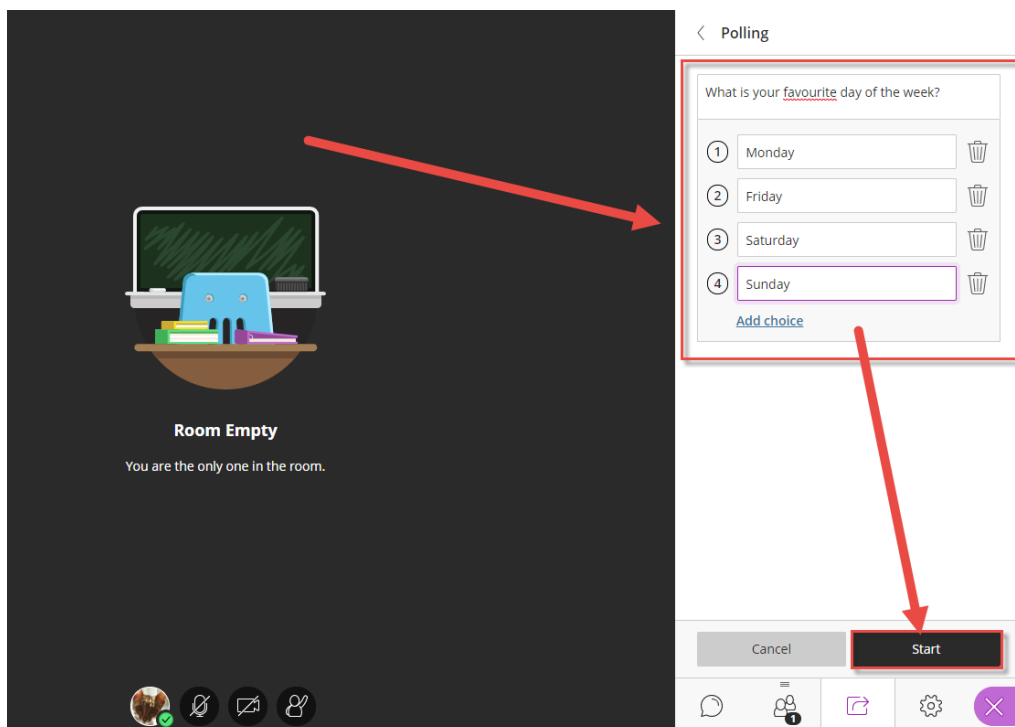 Polling
What is your favourite day of the week?
1 Monday
2 Friday
3 Saturday
4 Sunday
Add choice
Room Empty
You are the only one in the room.
Cancel Start
1